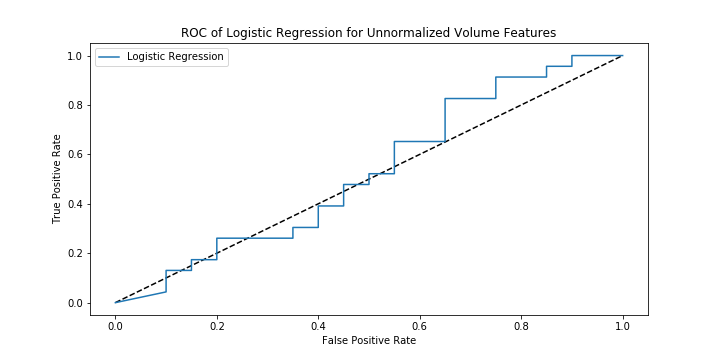 ROC of Logistic Regression for Unnormalized Volume Features
Logistic Regression
1.0
0.8
0.6
0.4
0.2
0.0
True Positive Rate
0.0 0.2 0.4 0.6 0.8 1.0
False Positive Rate